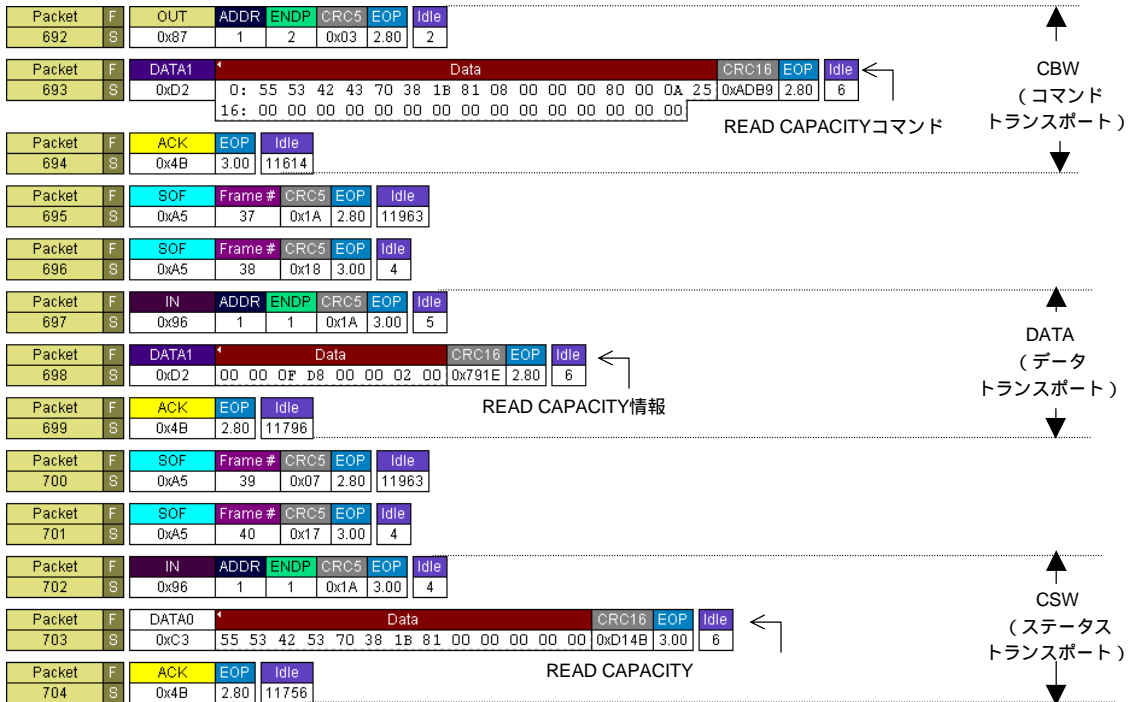 Packet F OUT ADDR ENDP CRC5 EOP Idle
692 S 0x87 1 2 0x03 2.80 2
Packet F DATA1 Data CRC16 EOP Idle
693 S 0xD2 0: 55 53 42 43 70 38 1B 81 08 00 00 00 80 00 0A 25 0xADB9 2.80 6
16: 00 00 00 00 00 00 00 00 00 00 00 00 00 00 00
READ CAPACITYコマンド
CBW
(コマンド
トランスポート)
Packet F ACK EOP Idle
694 S 0x4B 3.00 11614
Packet F SOF Frame # CRC5 EOP Idle
695 S 0xA5 37 0x1A 2.80 11963
Packet F SOF Frame # CRC5 EOP Idle
696 S 0xA5 38 0x18 3.00 4
Packet F IN ADDR ENDP CRC5 EOP Idle
697 S 0x96 1 1 0x1A 3.00 5
Packet F DATA1 Data CRC16 EOP Idle
698 S 0xD2 00 00 0F D8 00 00 02 00 0x791E 2.80 6
READ CAPACITY情報
DATA
(データ
トランスポート)
Packet F ACK EOP Idle
699 S 0x4B 2.80 11796
Packet F SOF Frame # CRC5 EOP Idle
700 S 0xA5 39 0x07 2.80 11963
Packet F SOF Frame # CRC5 EOP Idle
701 S 0xA5 40 0x17 3.00 4
Packet F IN ADDR ENDP CRC5 EOP Idle
702 S 0x96 1 1 0x1A 3.00 4
Packet F DATA0 Data CRC16 EOP Idle
703 S 0xC3 55 53 42 53 70 38 1B 81 00 00 00 00 00 0xD14B 3.00 6
READ CAPACITY
CSW
(ステータス
トランスポート)
Packet F ACK EOP Idle
704 S 0x4B 2.80 11756